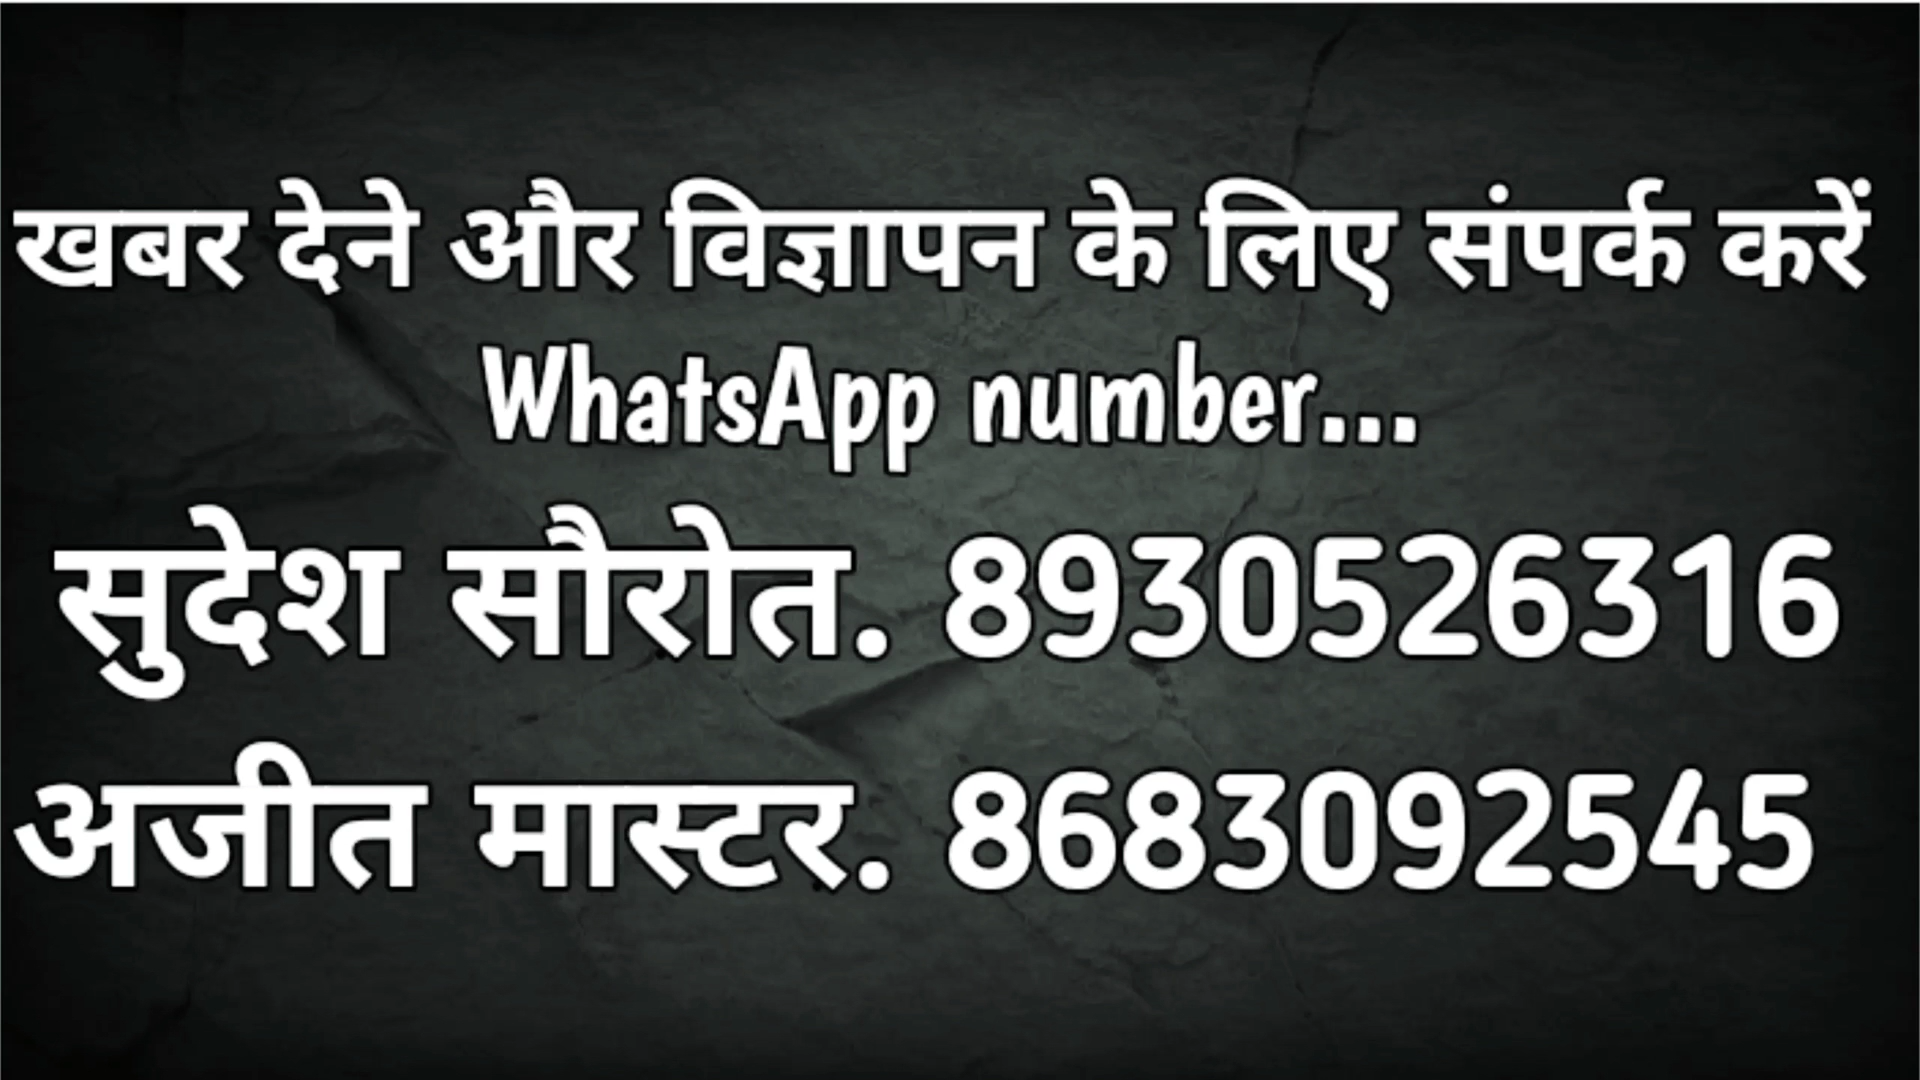 खबर देने और विज्ञापन के लिए संपर्क करें
WhatsApp number...
सुदेश सौरोत. 8930526316
अजीत मास्टर. 8683092545